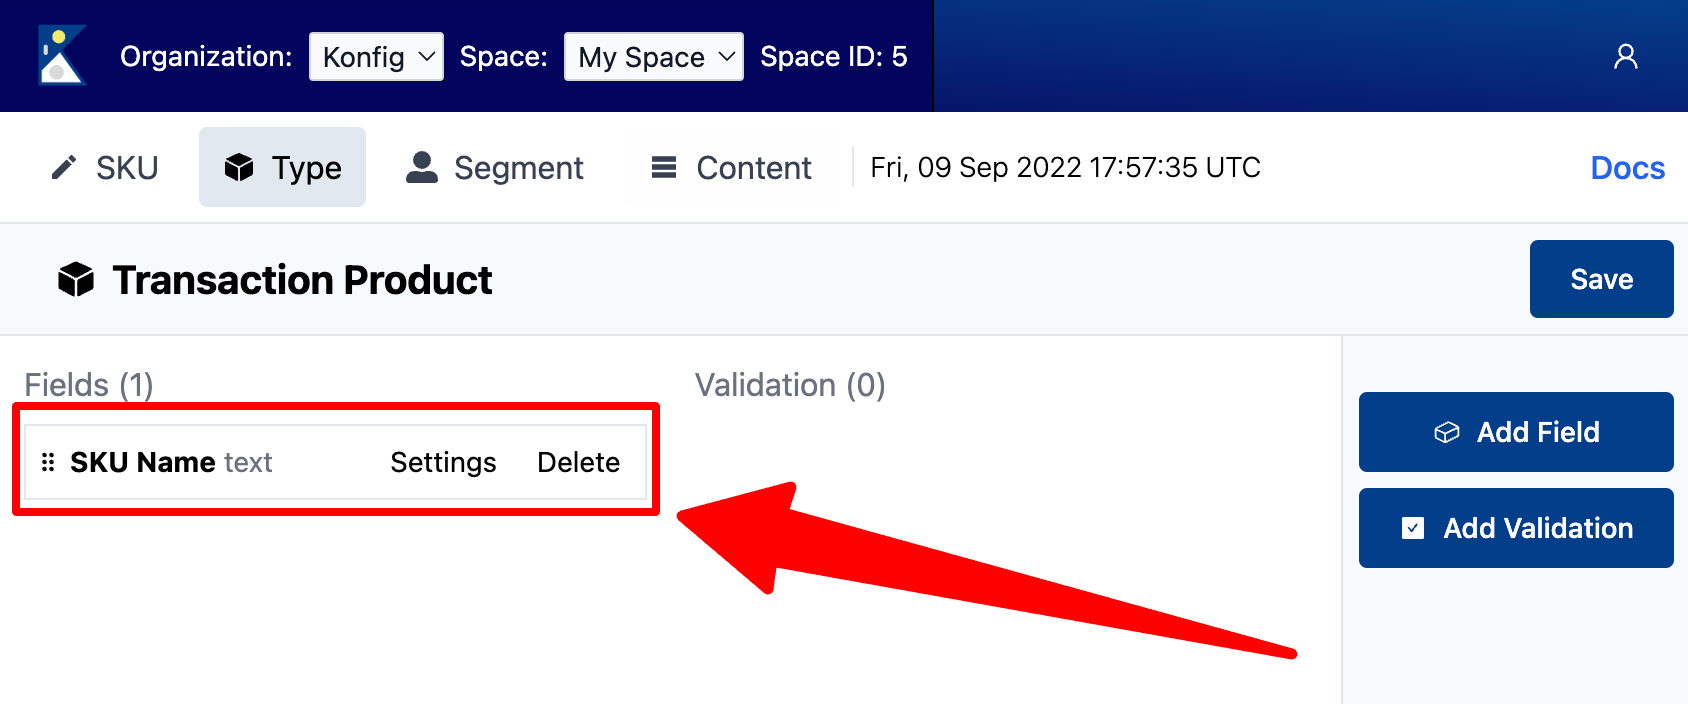 Organization: Konfig Space: My Space Space ID: 5
SKU Type Segment Content Fri, 09 Sep 2022 17:57:35 UTC Docs
Transaction Product Save
Fields (1) Validation (0)
SKU Name text Settings Delete
Add Field
Add Validation